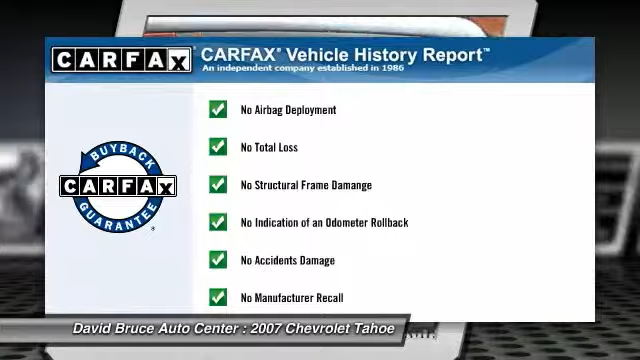 CARFAX
CARFAX® Vehicle History Report™
An independent company established in 1986
No Airbag Deployment
No Total Loss
BUYBACK
CARFAX
GUARANTEE®
No Structural Frame Damange
No Indication of an Odometer Rollback
No Accidents Damage
No Manufacturer Recall
David Bruce Auto Center : 2007 Chevrolet Tahoe